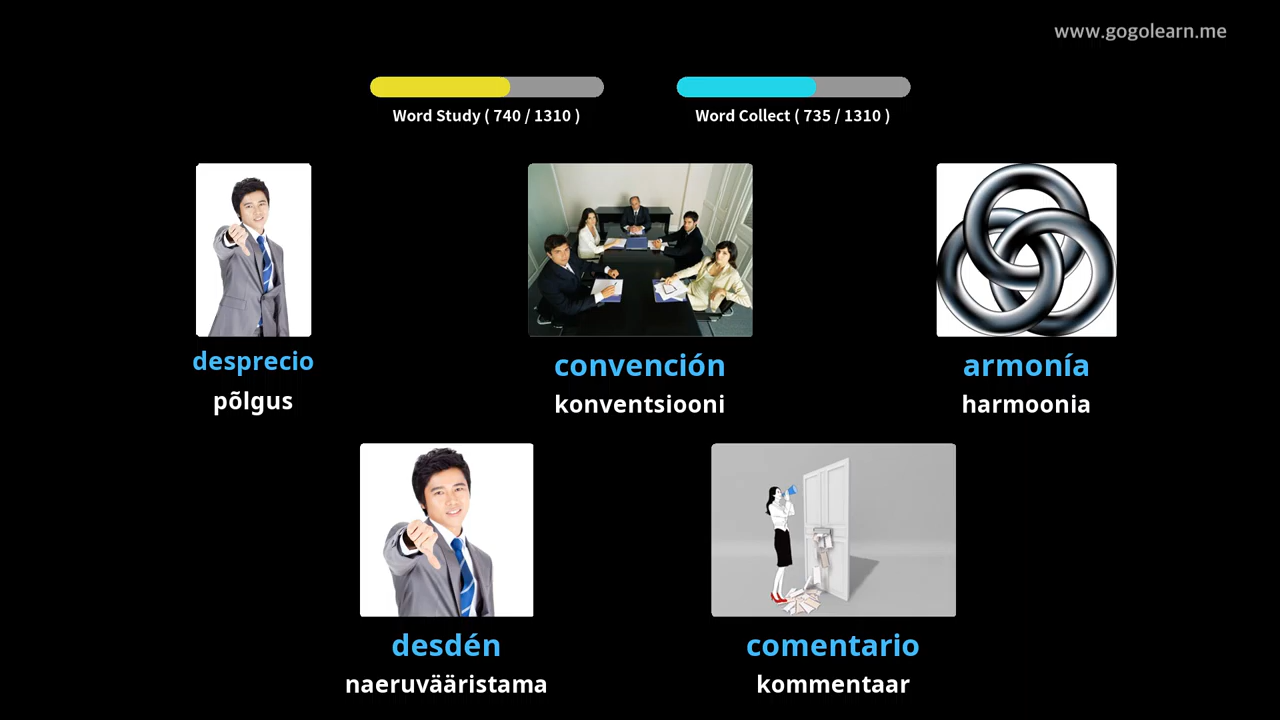 www.gogolearn.me
Word Study ( 740 / 1310 )
Word Collect ( 735 / 1310 )
desprecio
põlgus
convención
konventsiooni
armonía
harmoonia
desdén
naeruvääristama
comentario
kommentaar